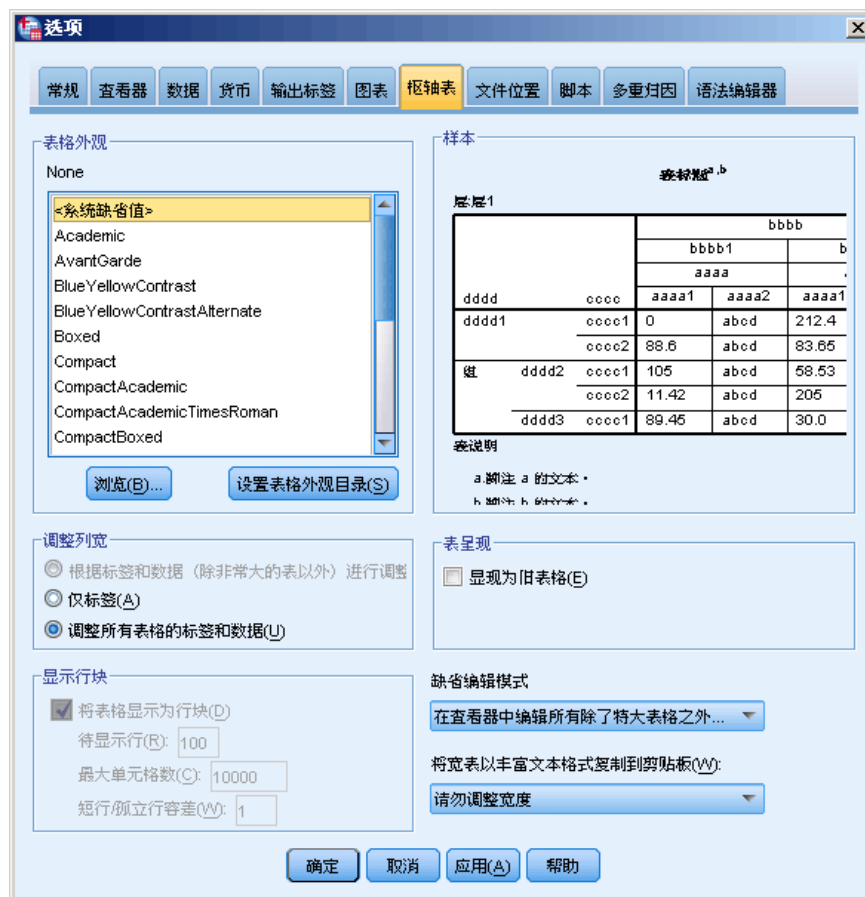 选项
常规 查看器 数据 货币 输出标签 图表 枢轴表 文件位置 脚本 多重归因 语法编辑器
表格外观
None
<系统缺省值>
Academic
AvantGarde
BlueYellowContrast
BlueYellowContrastAlternate
Boxed
Compact
CompactAcademic
CompactAcademicTimesRoman
CompactBoxed
浏览(B)... 设置表格外观目录(S)
样本
表标题a,b
层层1
bbbb
bbbb1 b
aaaa
dddd cccc aaaa1 aaaa2 aaaa1
dddd1 cccc1 0 abcd 212.4
cccc2 88.6 abcd 83.65
组 dddd2 cccc1 105 abcd 58.53
cccc2 11.42 abcd 205
dddd3 cccc1 89.45 abcd 30.0
表说明
a.脚注 a 的文本。
b.脚注 b 的文本。
调整列宽
根据标签和数据（除非常大的表以外）进行调整
仅标签(A)
调整所有表格的标签和数据(U)
表呈现
显现为旧表格(E)
显示行块
将表格显示为行块(D)
待显示行(R): 100
最大单元格数(C): 10000
短行/孤立行容差(W): 1
缺省编辑模式
在查看器中编辑所有除了特大表格之外...
将宽表以丰富文本格式复制到剪贴板(W):
请勿调整宽度
确定 取消 应用(A) 帮助